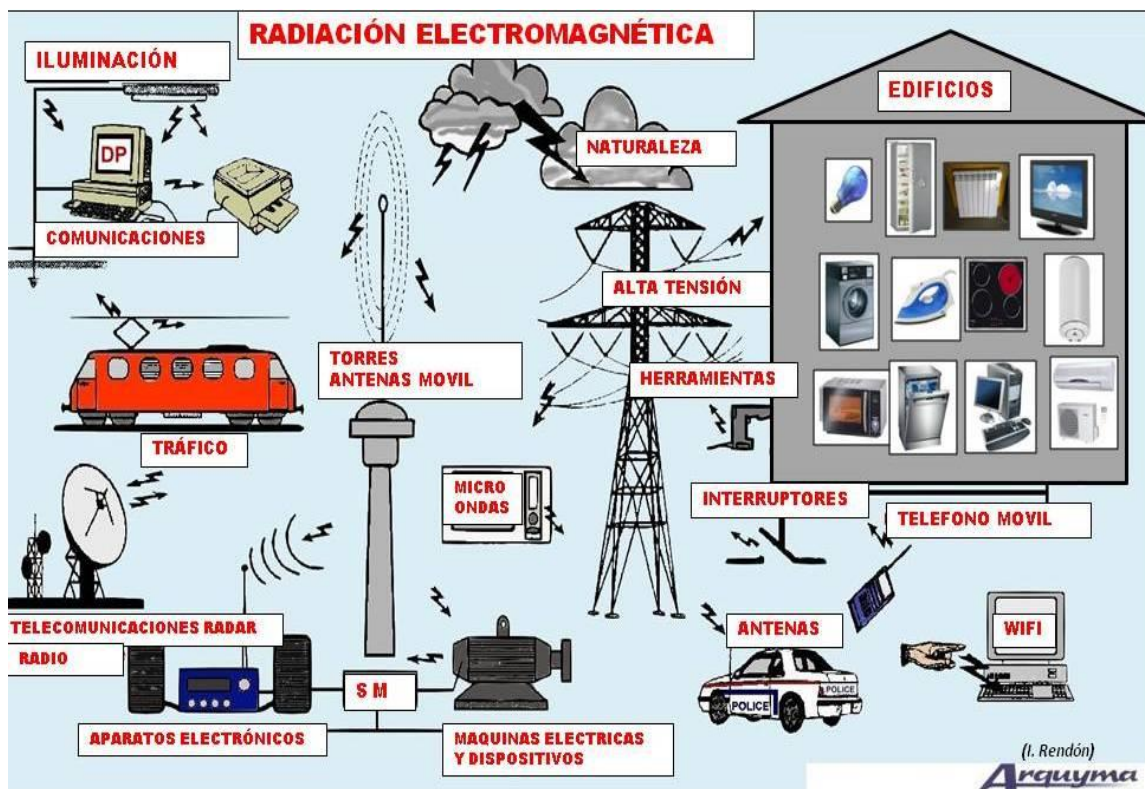 RADIACIÓN ELECTROMAGNÉTICA
ILUMINACIÓN
EDIFICIOS
NATURALEZA
DP
COMUNICACIONES
ALTA TENSIÓN
TORRES
ANTENAS MOVIL
HERRAMIENTAS
TRÁFICO
MICRO
ONDAS
INTERRUPTORES
TELEFONO MOVIL
TELECOMUNICACIONES RADAR
RADIO
ANTENAS
WIFI
S M
POLICE
POLICE
APARATOS ELECTRÓNICOS
MAQUINAS ELECTRICAS
Y DISPOSITIVOS
(I. Rendón)
Arquyma